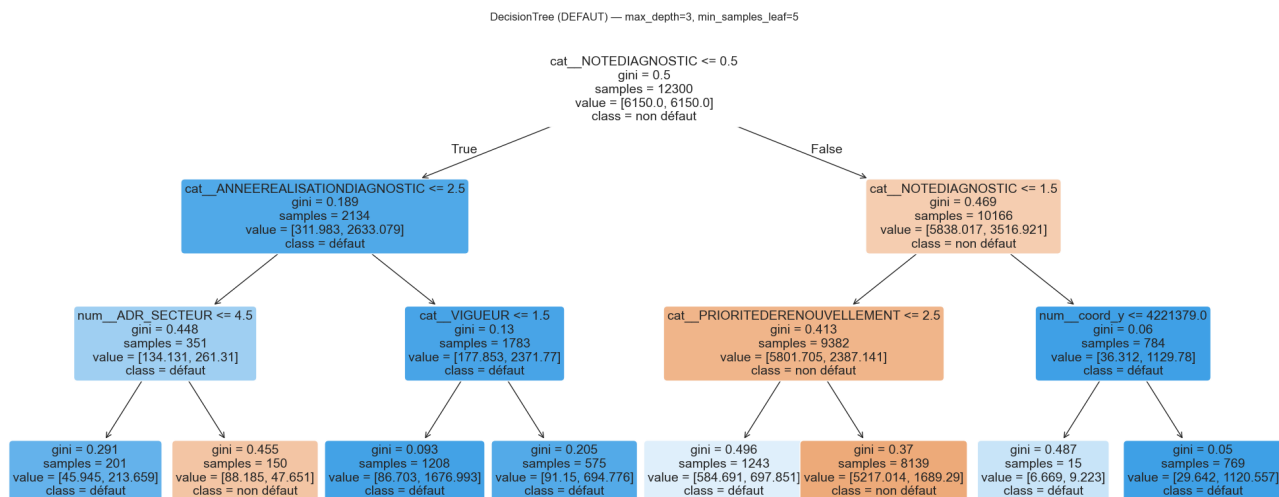 DecisionTree (DEFAUT) — max_depth=3, min_samples_leaf=5
cat__NOTEDIAGNOSTIC <= 0.5
gini = 0.5
samples = 12300
value = [6150.0, 6150.0]
class = non défaut
True
False
cat__ANNEEREALISATIONDIAGNOSTIC <= 2.5
gini = 0.189
samples = 2134
value = [311.983, 2633.079]
class = défaut
cat__NOTEDIAGNOSTIC <= 1.5
gini = 0.469
samples = 10166
value = [5838.017, 3516.921]
class = non défaut
num__ADR_SECTEUR <= 4.5
gini = 0.448
samples = 351
value = [134.131, 261.31]
class = défaut
cat__VIGUEUR <= 1.5
gini = 0.13
samples = 1783
value = [177.853, 2371.77]
class = défaut
cat__PRIORITEDERENOUVELLEMENT <= 2.5
gini = 0.413
samples = 9382
value = [5801.705, 2387.141]
class = non défaut
num__coord_y <= 4221379.0
gini = 0.06
samples = 784
value = [36.312, 1129.78]
class = défaut
gini = 0.291
samples = 201
value = [45.945, 213.659]
class = défaut
gini = 0.455
samples = 150
value = [88.185, 47.651]
class = non défaut
gini = 0.093
samples = 1208
value = [86.703, 1676.993]
class = défaut
gini = 0.205
samples = 575
value = [91.15, 694.776]
class = défaut
gini = 0.496
samples = 1243
value = [584.691, 697.851]
class = défaut
gini = 0.37
samples = 8139
value = [5217.014, 1689.29]
class = non défaut
gini = 0.487
samples = 15
value = [6.669, 9.223]
class = défaut
gini = 0.05
samples = 769
value = [29.642, 1120.557]
class = défaut